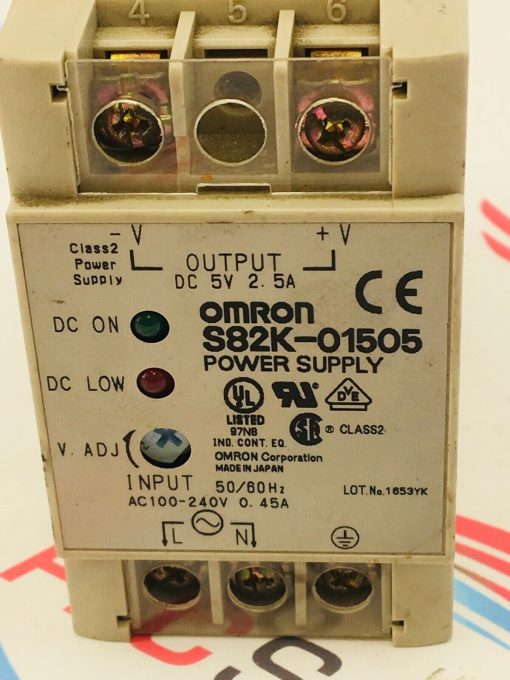 4 5 6
- V + V
Class2
Power
Supply
OUTPUT
DC 5V 2.5A
CE
DC ON
omron
S82K-01505
POWER SUPPLY
DC LOW
UL
LISTED
97N8
IND. CONT. EQ.
DVE
® CLASS2
V. ADJ
OMRON Corporation
MADE IN JAPAN
INPUT 50/60Hz
AC100-240V 0.45A
LOT.No.1653YK
L N